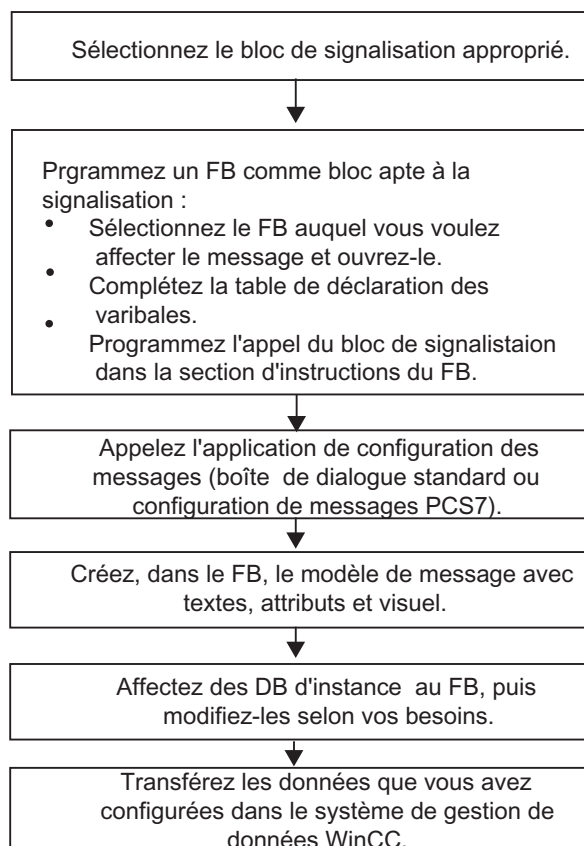 Sélectionnez le bloc de signalisation approprié.
Prgrammez un FB comme bloc apte à la
signalisation :
• Sélectionnez le FB auquel vous voulez
affecter le message et ouvrez-le.
• Complétez la table de déclaration des
varibales.
• Programmez l'appel du bloc de signalistaion
dans la section d'instructions du FB.
Appelez l'application de configuration des
messages (boîte de dialogue standard ou
configuration de messages PCS7).
Créez, dans le FB, le modèle de message avec
textes, attributs et visuel.
Affectez des DB d'instance au FB, puis
modifiez-les selon vos besoins.
Transférez les données que vous avez
configurées dans le système de gestion de
données WinCC.